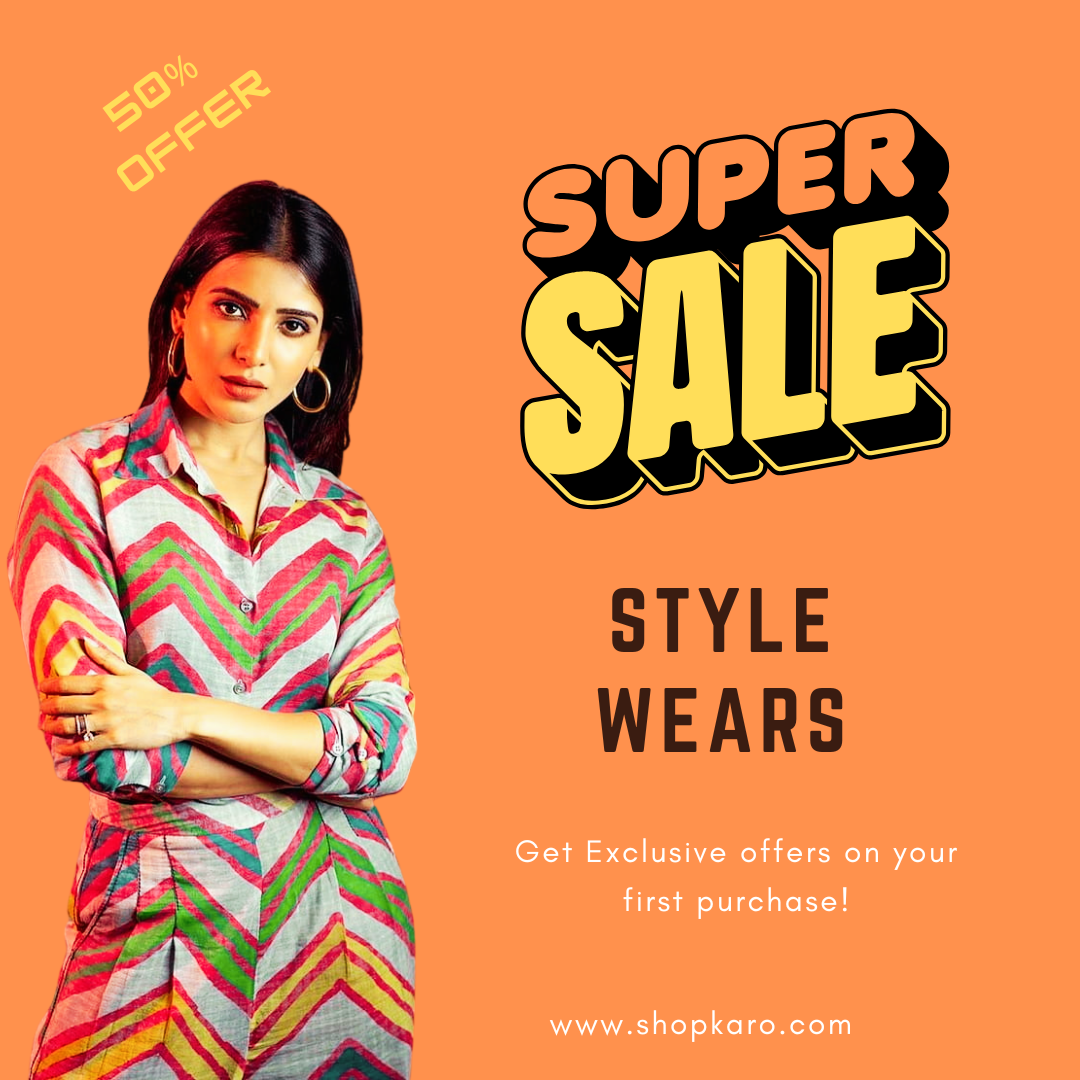 50%
OFFER
SUPER
SALE
STYLE
WEARS
Get Exclusive offers on your
first purchase!
www.shopkaro.com